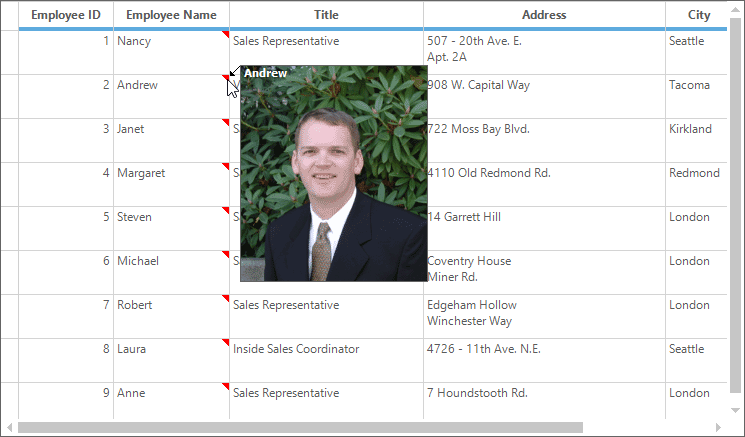 Employee ID Employee Name Title Address City
1 Nancy Sales Representative 507 - 20th Ave. E. Seattle
Apt. 2A
Andrew
2 Andrew 908 W. Capital Way Tacoma
3 Janet S 722 Moss Bay Blvd. Kirkland
4 Margaret S 4110 Old Redmond Rd. Redmond
5 Steven S 14 Garrett Hill London
6 Michael S Coventry House London
Miner Rd.
7 Robert Sales Representative Edgeham Hollow London
Winchester Way
8 Laura Inside Sales Coordinator 4726 - 11th Ave. N.E. Seattle
9 Anne Sales Representative 7 Houndstooth Rd. London